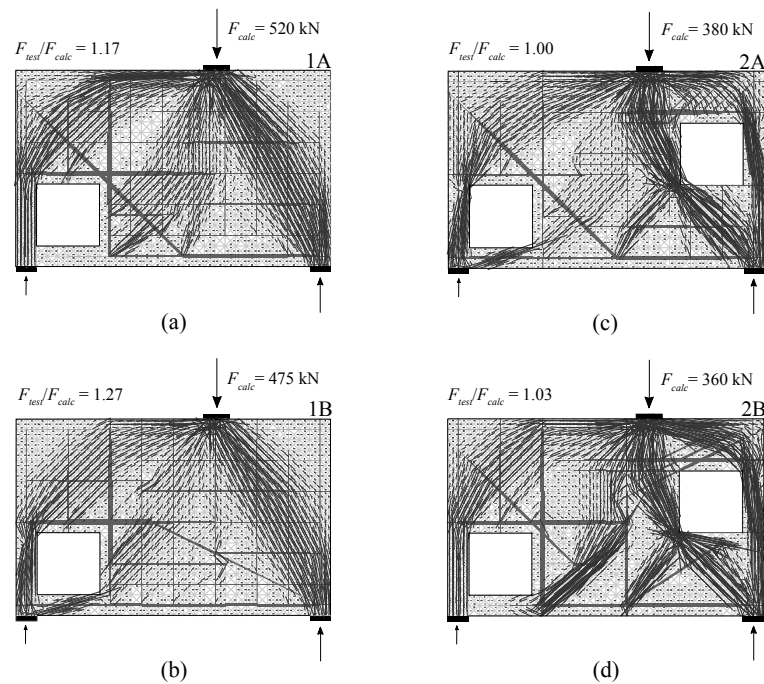 F_calc = 520 kN
F_test/F_calc = 1.17
1A
(a)
F_calc = 380 kN
F_test/F_calc = 1.00
2A
(c)
F_calc = 475 kN
F_test/F_calc = 1.27
1B
(b)
F_calc = 360 kN
F_test/F_calc = 1.03
2B
(d)